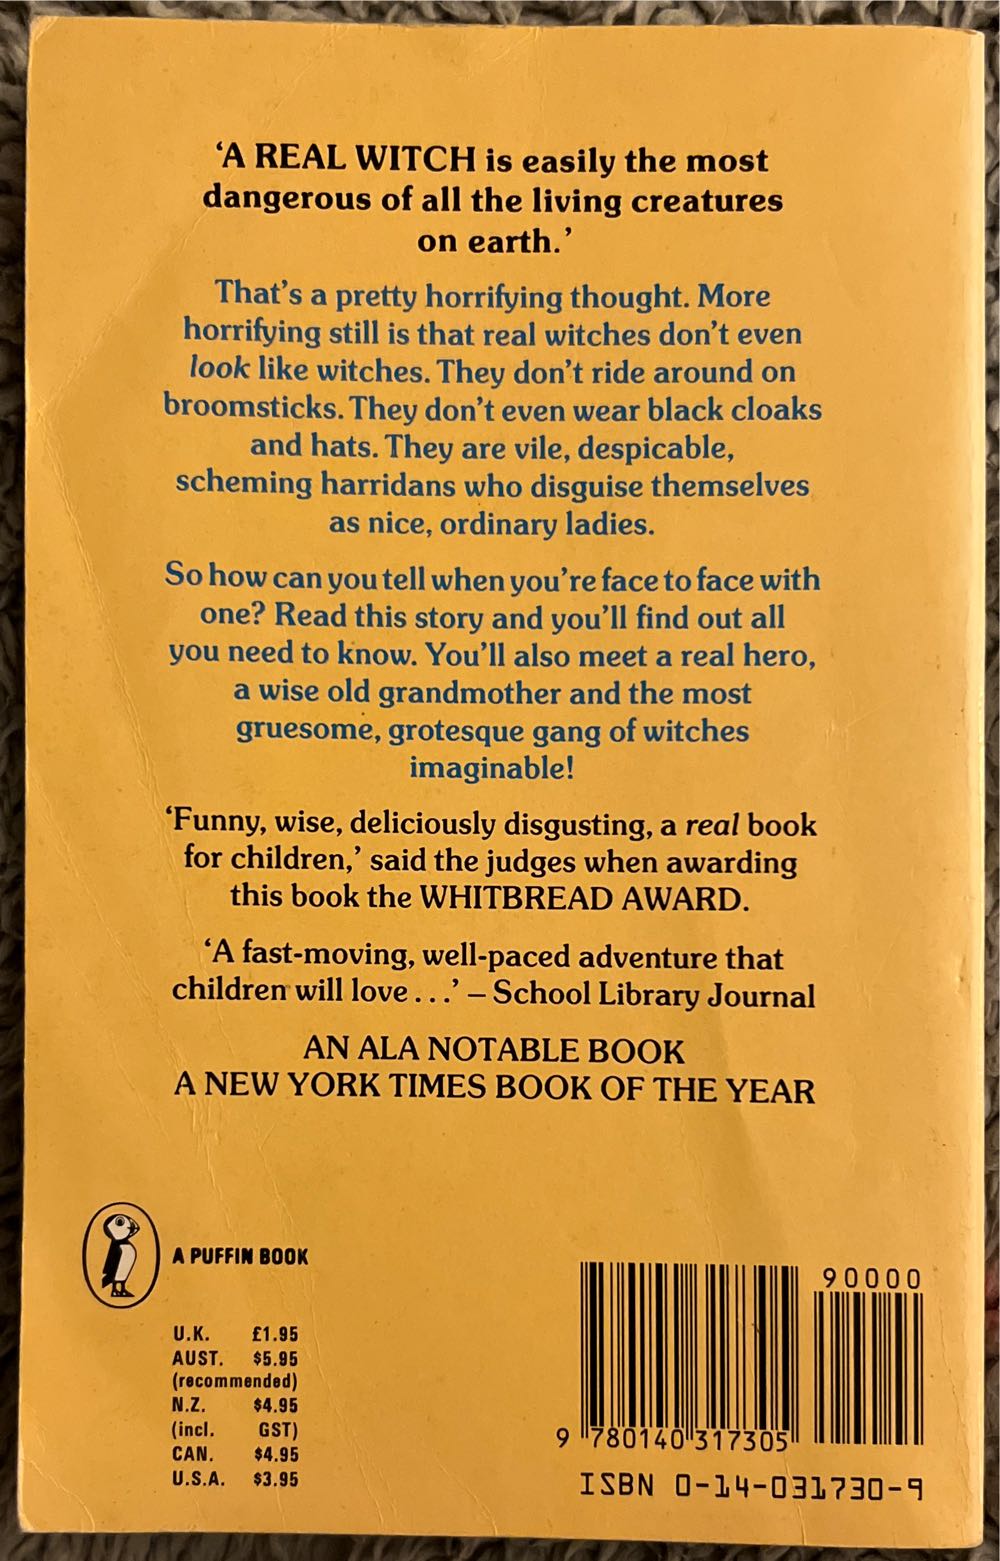 ‘A REAL WITCH is easily the most
dangerous of all the living creatures
on earth.’
That’s a pretty horrifying thought. More
horrifying still is that real witches don’t even
look like witches. They don’t ride around on
broomsticks. They don’t even wear black cloaks
and hats. They are vile, despicable,
scheming harridans who disguise themselves
as nice, ordinary ladies.
So how can you tell when you’re face to face with
one? Read this story and you’ll find out all
you need to know. You’ll also meet a real hero,
a wise old grandmother and the most
gruesome, grotesque gang of witches
imaginable!
‘Funny, wise, deliciously disgusting, a real book
for children,’ said the judges when awarding
this book the WHITBREAD AWARD.
‘A fast-moving, well-paced adventure that
children will love . . .’ – School Library Journal
AN ALA NOTABLE BOOK
A NEW YORK TIMES BOOK OF THE YEAR
A PUFFIN BOOK
U.K. £1.95
AUST. $5.95
(recommended)
N.Z. $4.95
(incl. GST)
CAN. $4.95
U.S.A. $3.95
90000
9 780140 317305
ISBN 0-14-031730-9